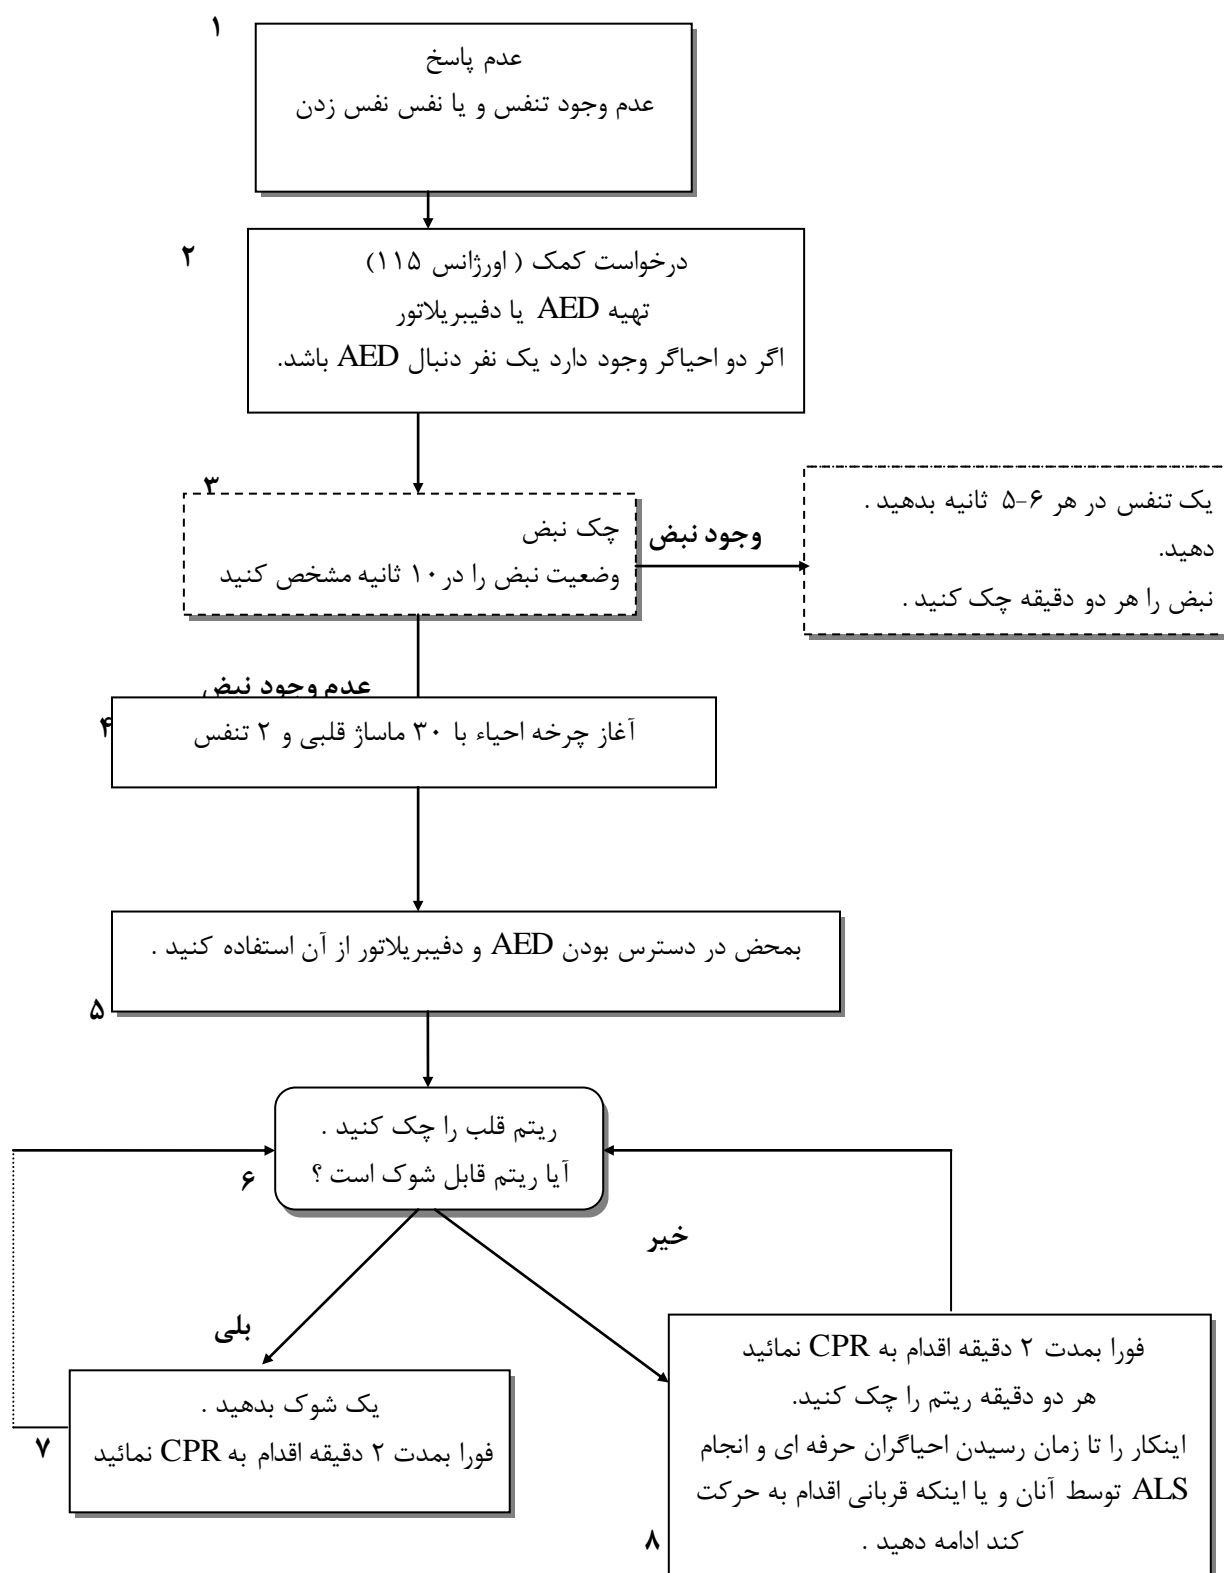 ۱
عدم پاسخ
عدم وجود تنفس و یا نفس نفس زدن
۲
درخواست کمک ( اورژانس ۱۱۵)
تهیه AED یا دفیبریلاتور
اگر دو احیاگر وجود دارد یک نفر دنبال AED باشد.
۳
چک نبض
وضعیت نبض را در۱۰ ثانیه مشخص کنید
وجود نبض
یک تنفس در هر ۶-۵ ثانیه بدهید .
دهید.
نبض را هر دو دقیقه چک کنید .
عدم وجود نبض
۴
آغاز چرخه احیاء با ۳۰ ماساژ قلبی و ۲ تنفس
بمحض در دسترس بودن AED و دفیبریلاتور از آن استفاده کنید .
۵
ریتم قلب را چک کنید .
آیا ریتم قابل شوک است ؟
۶
خیر
بلی
یک شوک بدهید .
فورا بمدت ۲ دقیقه اقدام به CPR نمائید
۷
فورا بمدت ۲ دقیقه اقدام به CPR نمائید
هر دو دقیقه ریتم را چک کنید.
اینکار را تا زمان رسیدن احیاگران حرفه ای و انجام
ALS توسط آنان و یا اینکه قربانی اقدام به حرکت
کند ادامه دهید .
۸